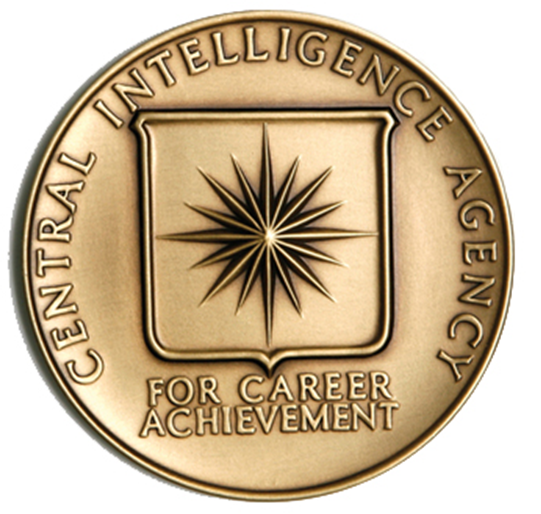 CENTRAL INTELLIGENCE AGENCY
FOR CAREER
ACHIEVEMENT